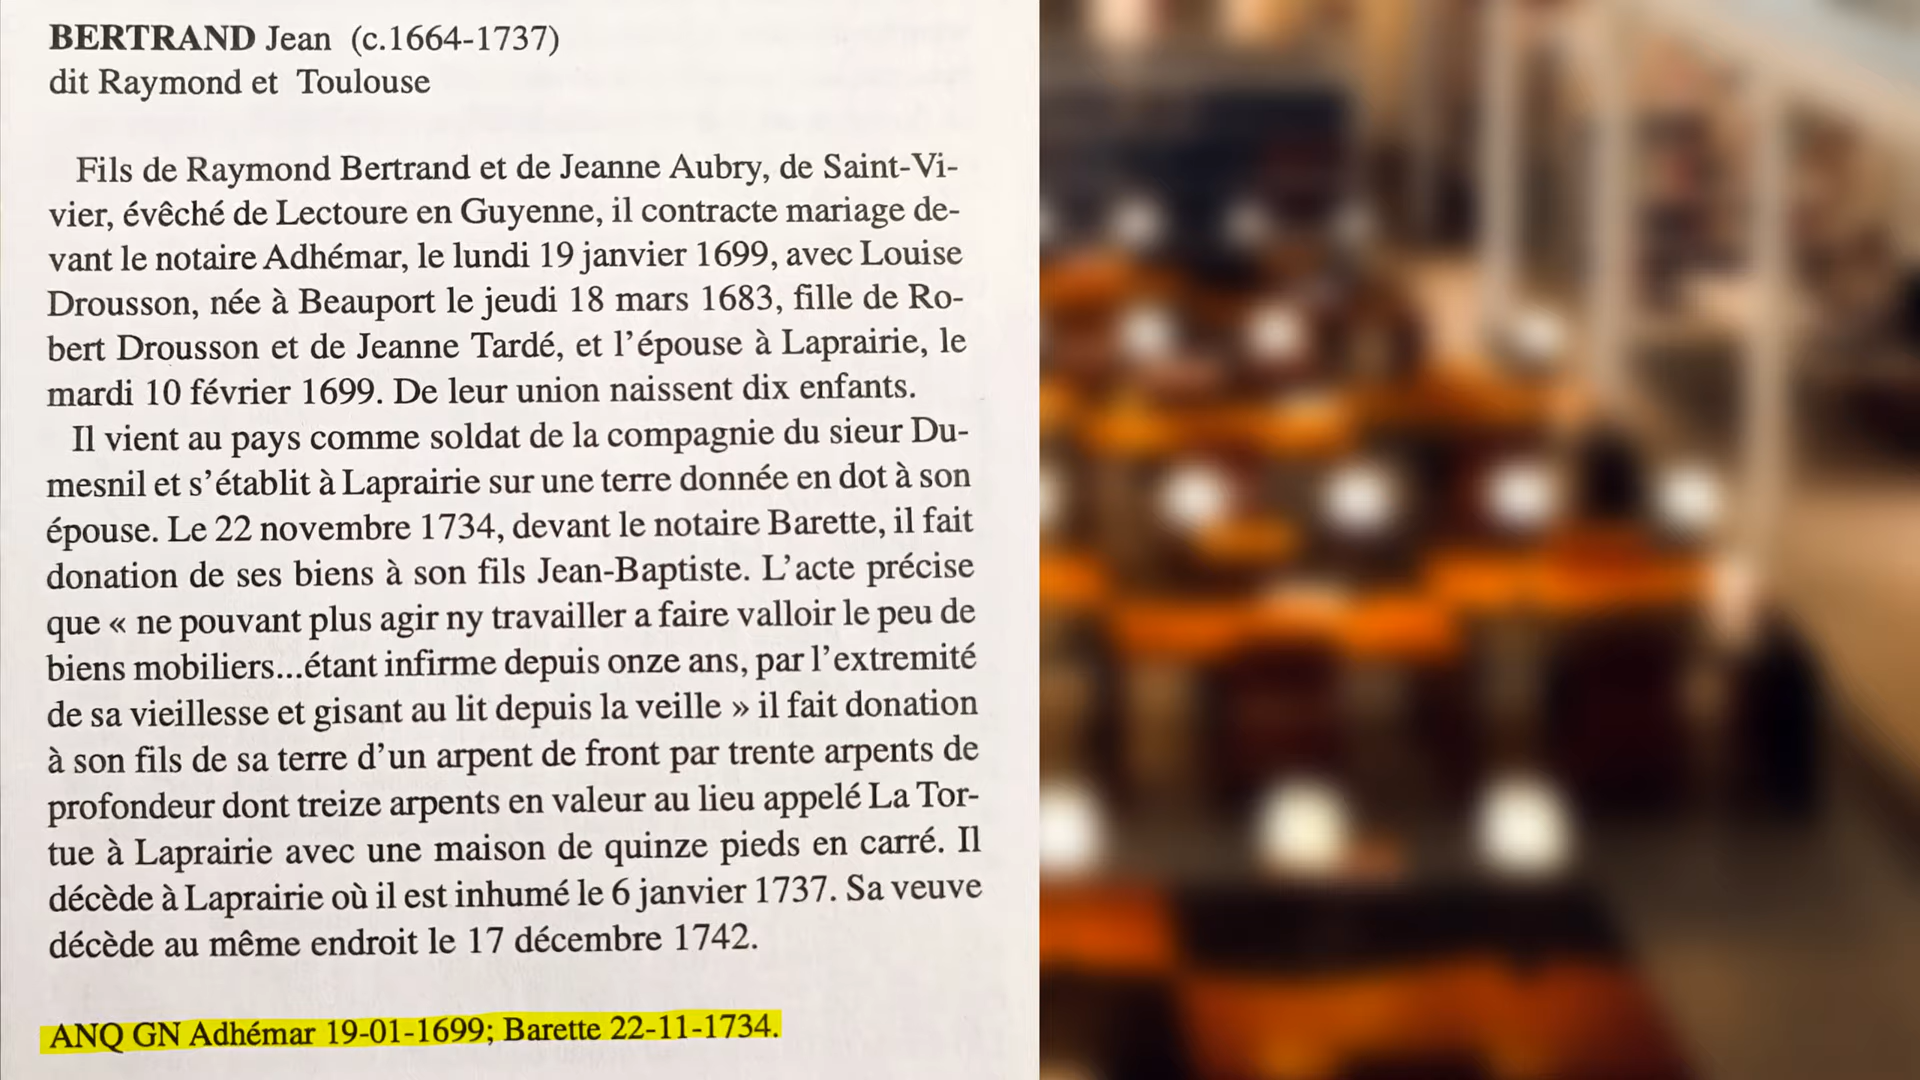 BERTRAND Jean (c.1664-1737)
dit Raymond et Toulouse
Fils de Raymond Bertrand et de Jeanne Aubry, de Saint-Vi-
vier, évêché de Lectoure en Guyenne, il contracte mariage de-
vant le notaire Adhémar, le lundi 19 janvier 1699, avec Louise
Drousson, née à Beauport le jeudi 18 mars 1683, fille de Ro-
bert Drousson et de Jeanne Tardé, et l'épouse à Laprairie, le
mardi 10 février 1699. De leur union naissent dix enfants.
Il vient au pays comme soldat de la compagnie du sieur Du-
mesnil et s'établit à Laprairie sur une terre donnée en dot à son
épouse. Le 22 novembre 1734, devant le notaire Barette, il fait
donation de ses biens à son fils Jean-Baptiste. L'acte précise
que « ne pouvant plus agir ny travailler a faire valloir le peu de
biens mobiliers...étant infirme depuis onze ans, par l'extremité
de sa vieillesse et gisant au lit depuis la veille » il fait donation
à son fils de sa terre d'un arpent de front par trente arpents de
profondeur dont treize arpents en valeur au lieu appelé La Tor-
tue à Laprairie avec une maison de quinze pieds en carré. Il
décède à Laprairie où il est inhumé le 6 janvier 1737. Sa veuve
décède au même endroit le 17 décembre 1742.
ANQ GN Adhémar 19-01-1699; Barette 22-11-1734.